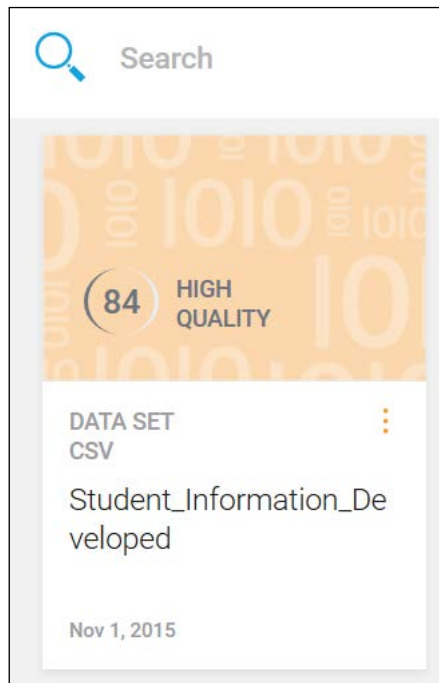 Search
84
HIGH
QUALITY
DATA SET
CSV
Student_Information_De
veloped
Nov 1, 2015